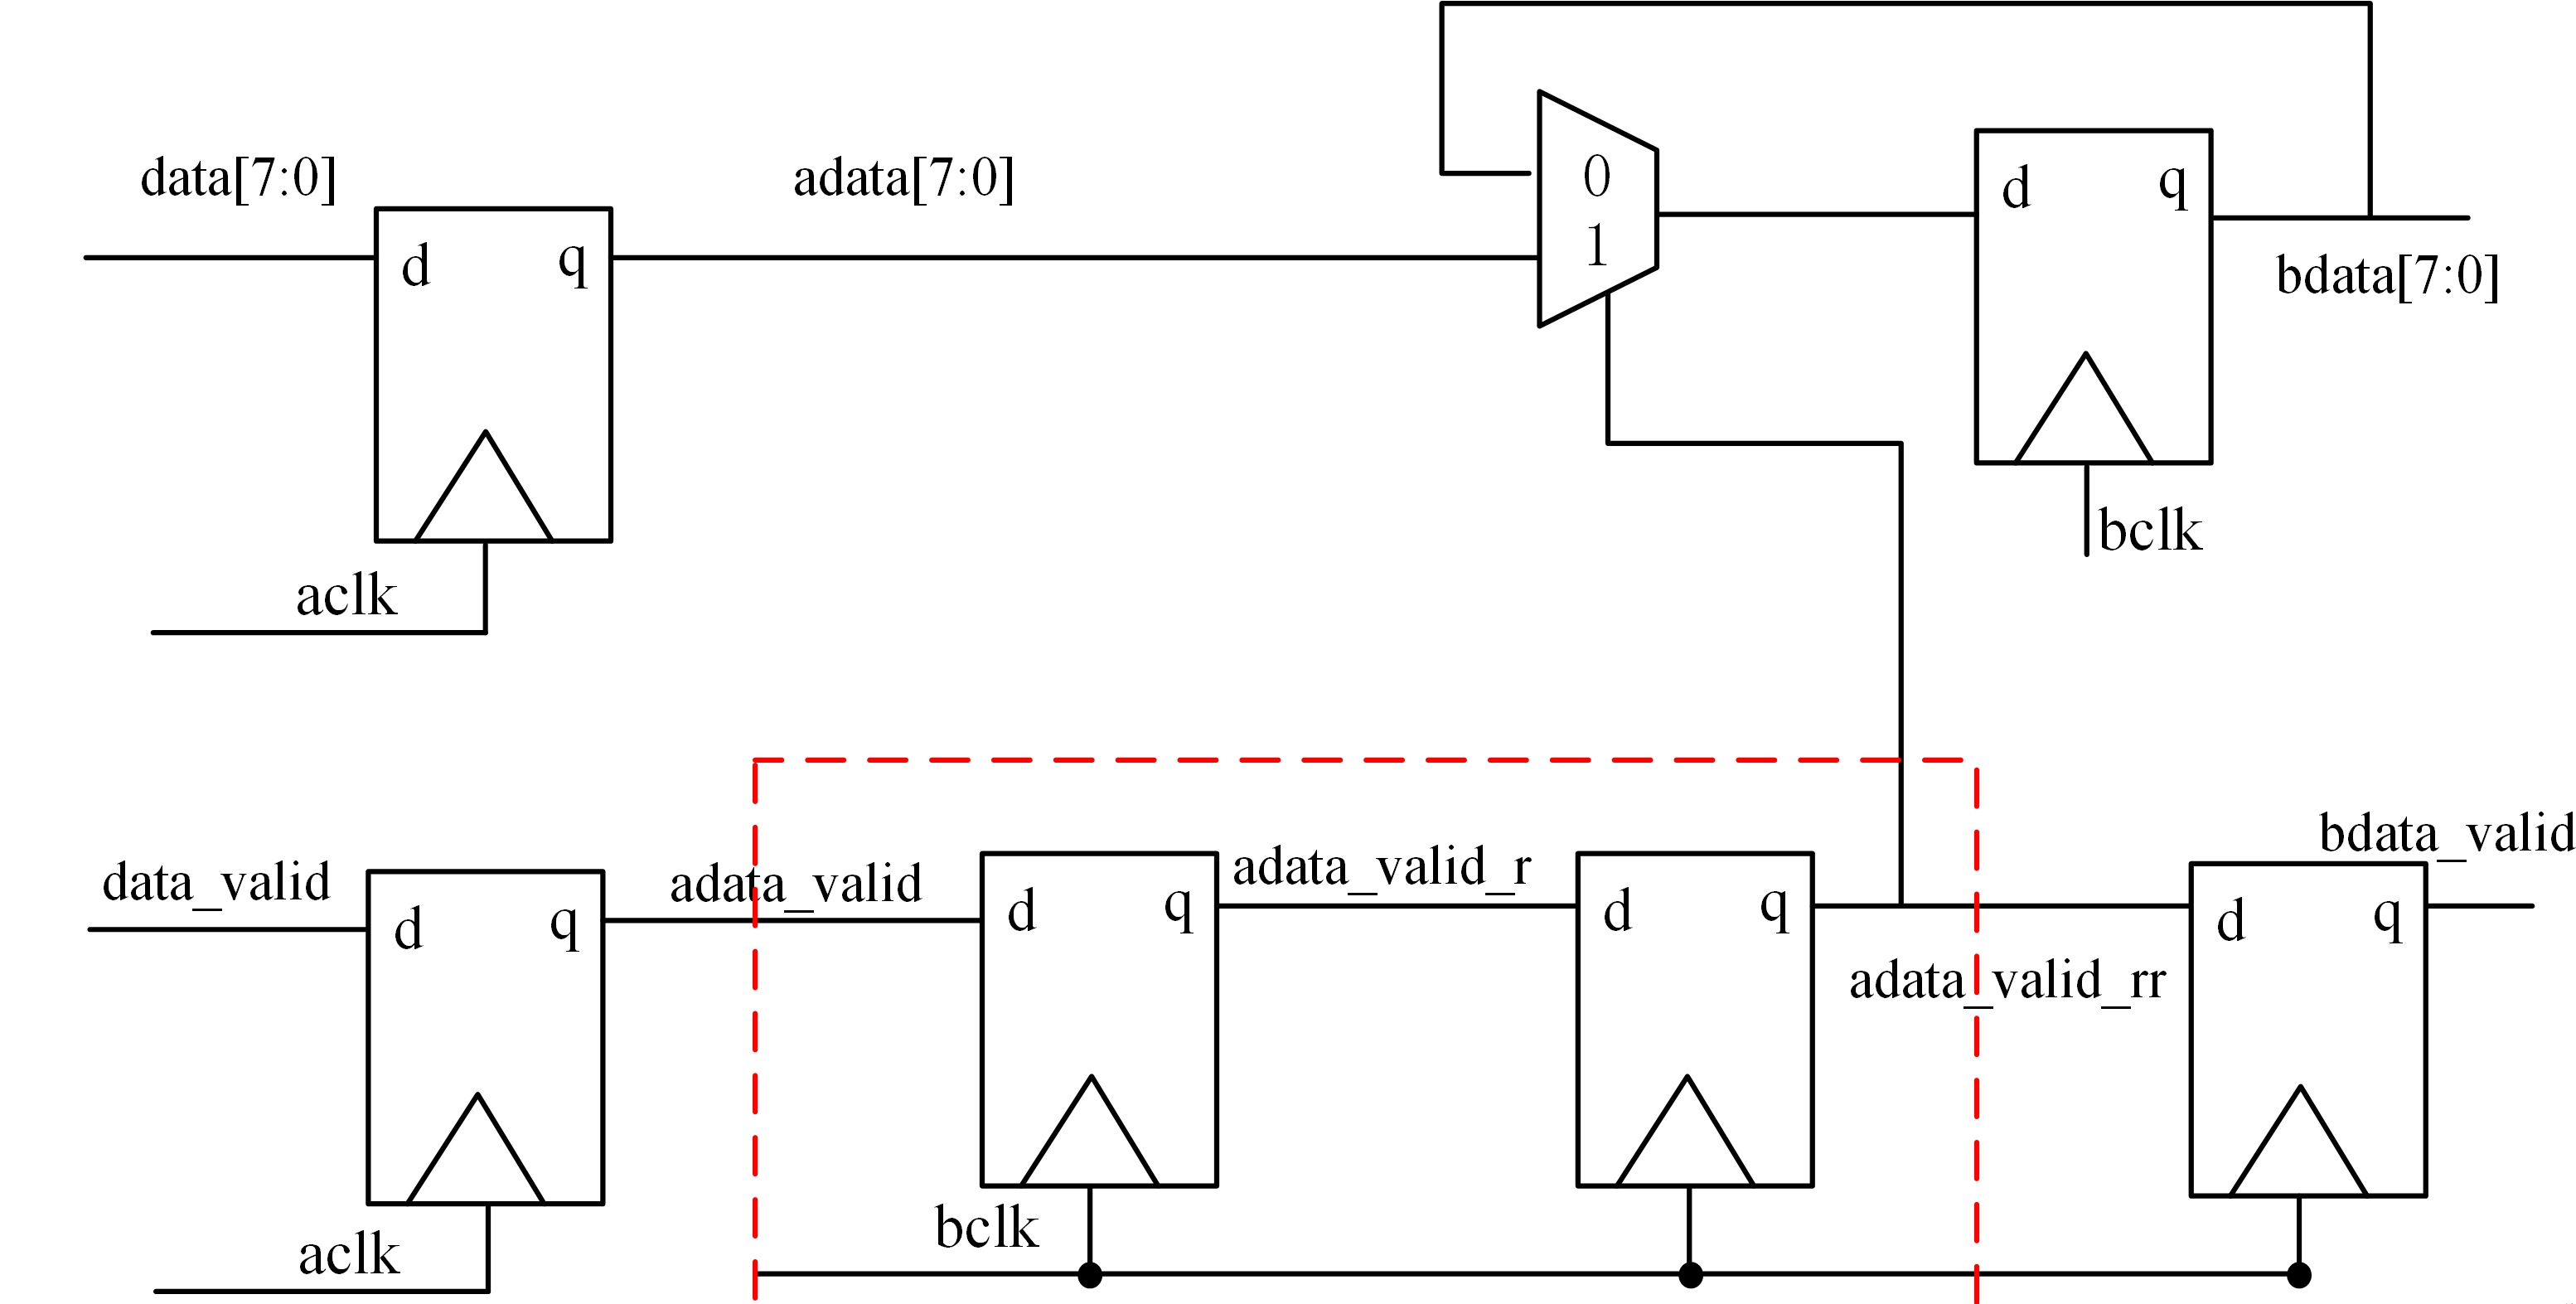 data[7:0]
adata[7:0]
0
1
d
q
bdata[7:0]
d
q
bclk
aclk
data_valid
d
q
adata_valid
d
q
adata_valid_r
d
q
adata_valid_rr
bdata_valid
d
q
bclk
aclk